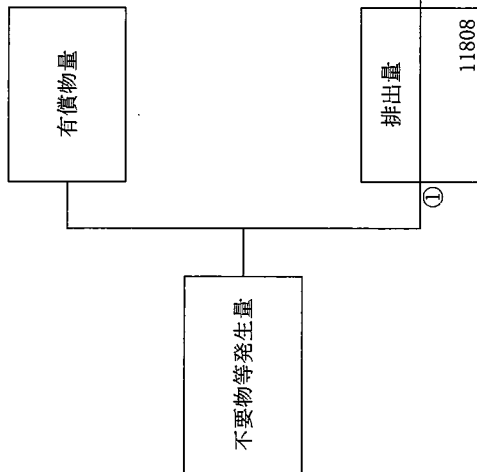 不要物等発生量
有償物量
排出量
①
11808